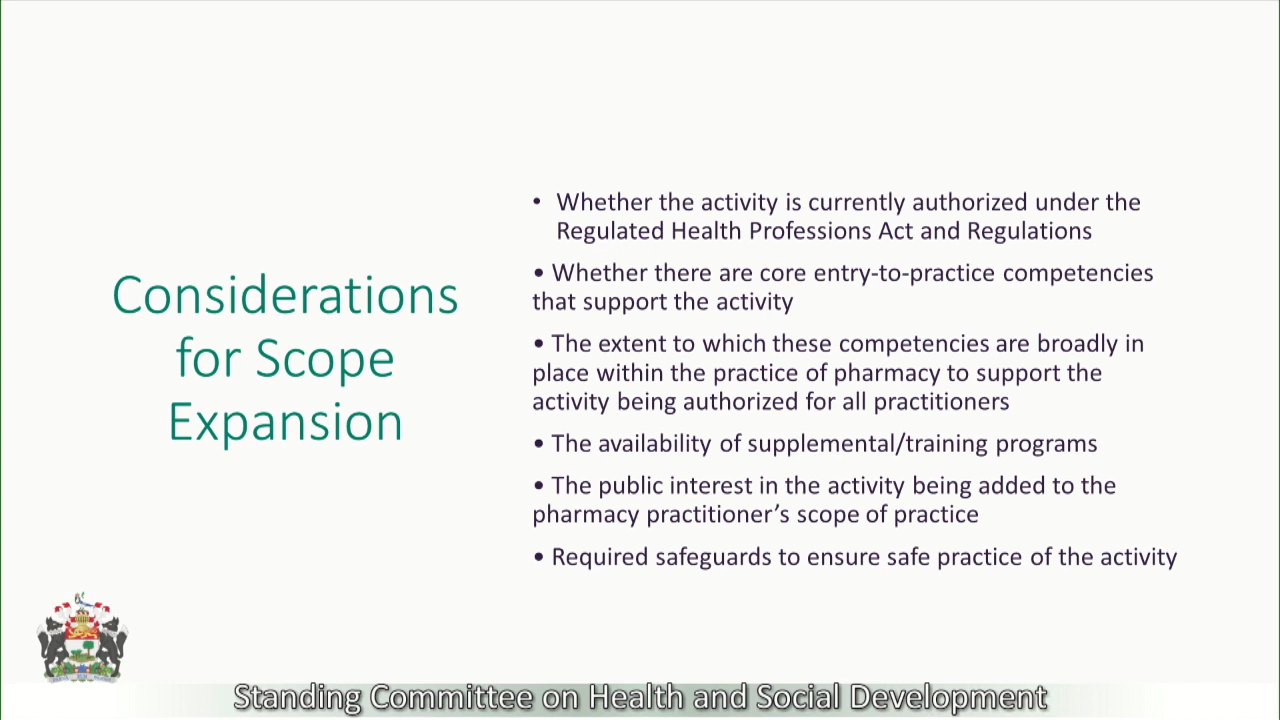 Considerations
for Scope
Expansion
• Whether the activity is currently authorized under the
Regulated Health Professions Act and Regulations
• Whether there are core entry-to-practice competencies
that support the activity
• The extent to which these competencies are broadly in
place within the practice of pharmacy to support the
activity being authorized for all practitioners
• The availability of supplemental/training programs
• The public interest in the activity being added to the
pharmacy practitioner’s scope of practice
• Required safeguards to ensure safe practice of the activity
Standing Committee on Health and Social Development